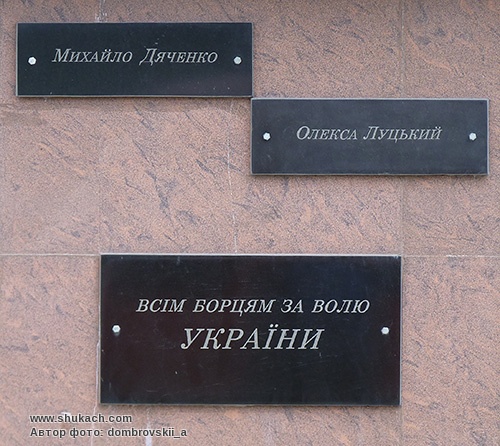 Михайло Дяченко
Олекса Луцький
ВСІМ БОРЦЯМ ЗА ВОЛЮ
УКРАЇНИ
www.shukach.com
Автор фото: dombrovskii_a